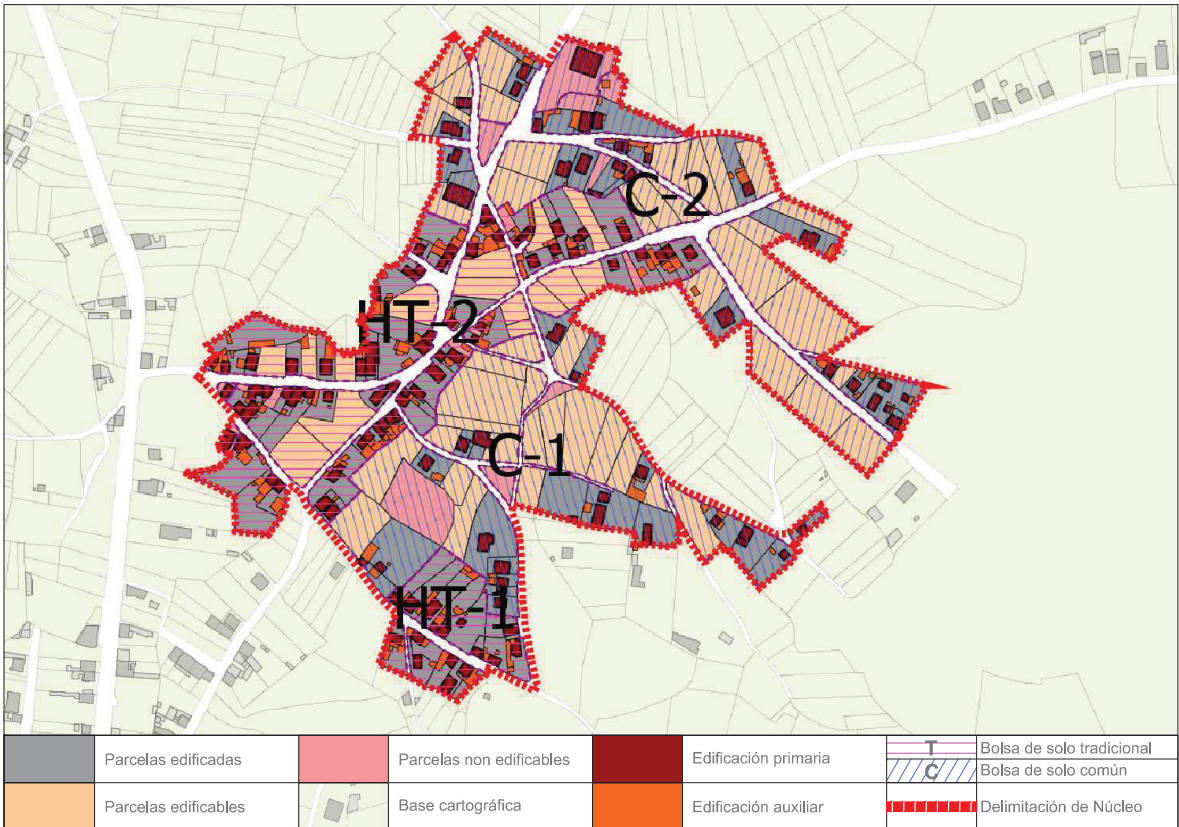 C-2
HT-2
C-1
HT-1
Parcelas edificadas
Parcelas non edificables
Edificación primaria
T
Bolsa de solo tradicional
C
Bolsa de solo común
Parcelas edificables
Base cartográfica
Edificación auxiliar
Delimitación de Núcleo